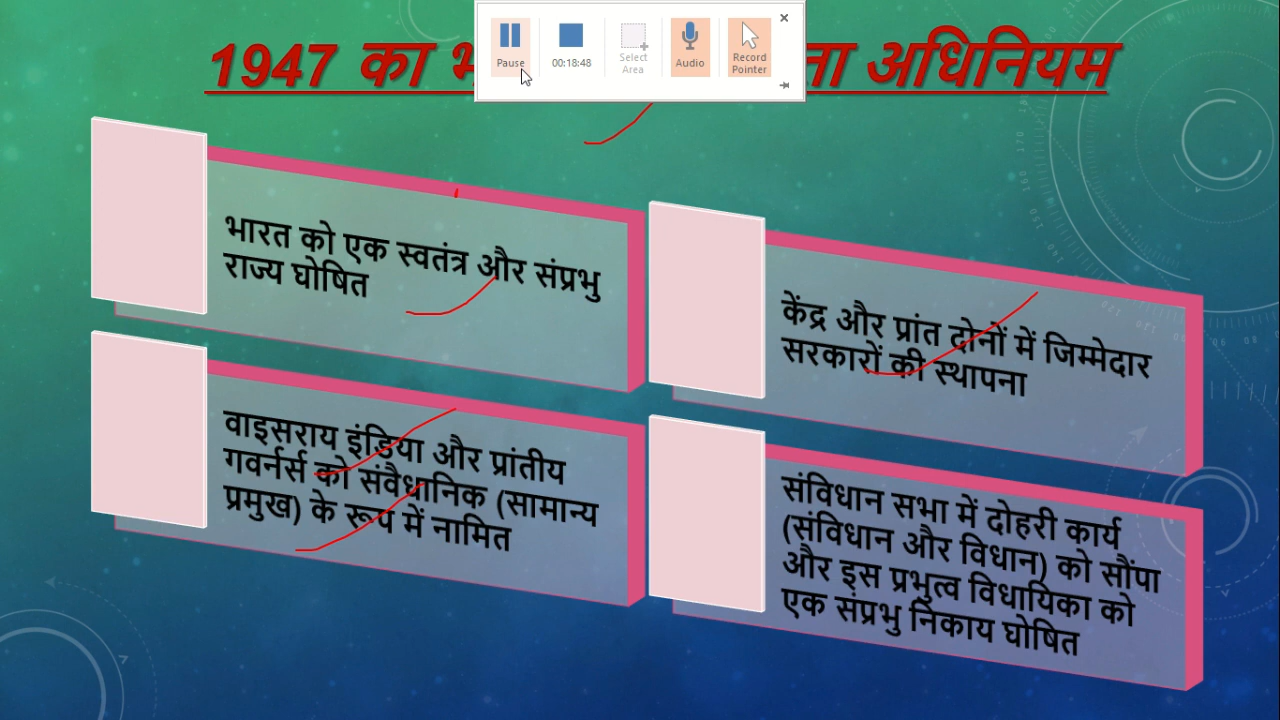 1947 का भ ता अधिनियम
Pause
00:18:48
Select
Area
Audio
Record
Pointer
भारत को एक स्वतंत्र और संप्रभु
राज्य घोषित
केंद्र और प्रांत दोनों में जिम्मेदार
सरकारों की स्थापना
वाइसराय इंडिया और प्रांतीय
गवर्नर्स को संवैधानिक (सामान्य
प्रमुख) के रूप में नामित
संविधान सभा में दोहरी कार्य
(संविधान और विधान) को सौंपा
और इस प्रभुत्व विधायिका को
एक संप्रभु निकाय घोषित